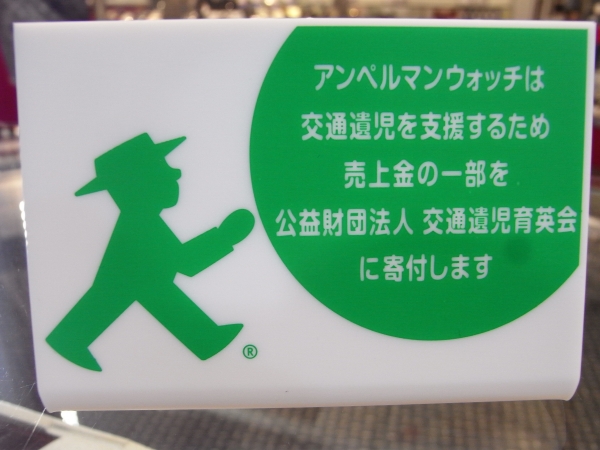 アンペルマンウォッチは
交通遺児を支援するため
売上金の一部を
公益財団法人 交通遺児育英会
に寄付します
®